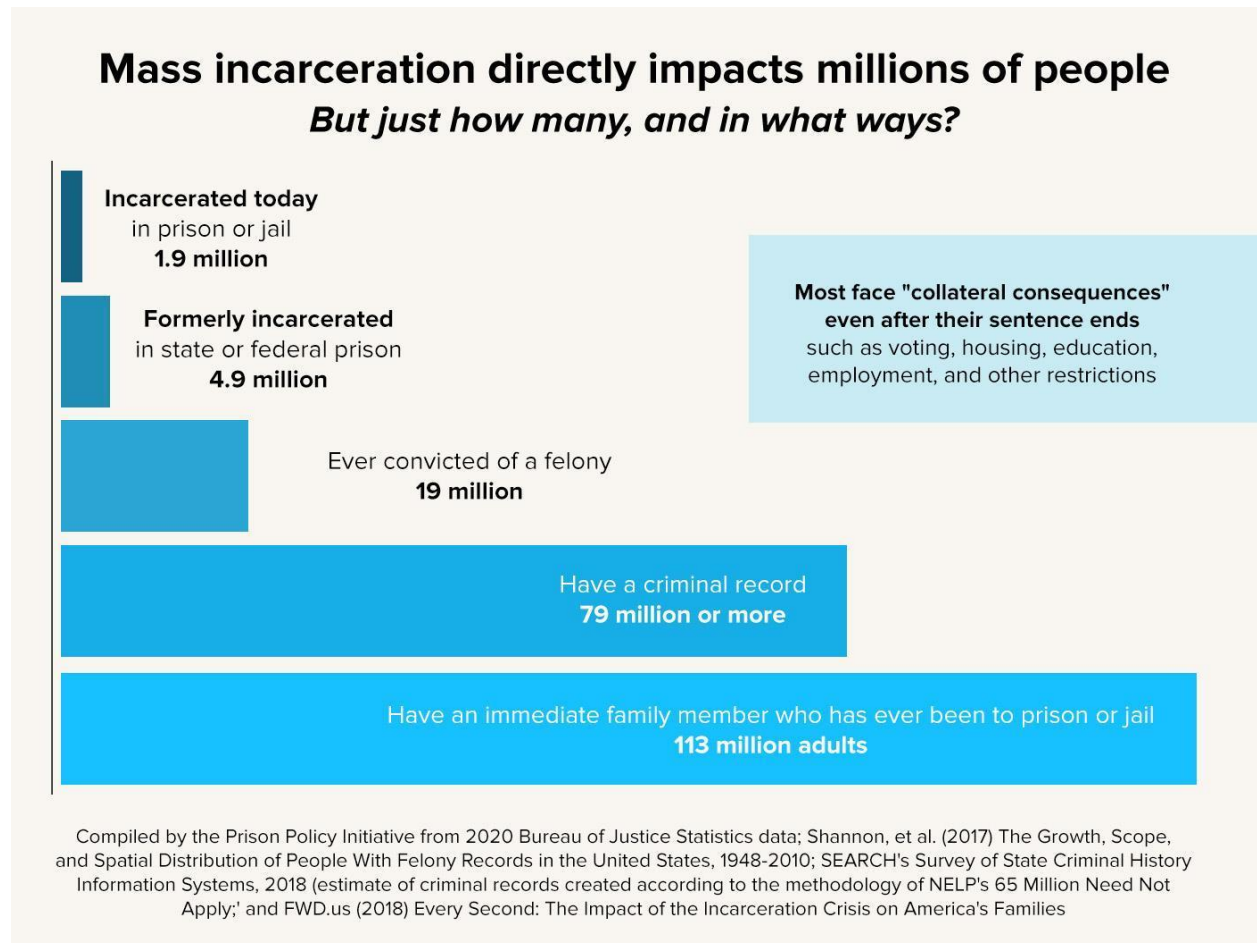 Mass incarceration directly impacts millions of people
But just how many, and in what ways?
Incarcerated today
in prison or jail
1.9 million
Formerly incarcerated
in state or federal prison
4.9 million
Most face "collateral consequences"
even after their sentence ends
such as voting, housing, education,
employment, and other restrictions
Ever convicted of a felony
19 million
Have a criminal record
79 million or more
Have an immediate family member who has ever been to prison or jail
113 million adults
Compiled by the Prison Policy Initiative from 2020 Bureau of Justice Statistics data; Shannon, et al. (2017) The Growth, Scope,
and Spatial Distribution of People With Felony Records in the United States, 1948-2010; SEARCH's Survey of State Criminal History
Information Systems, 2018 (estimate of criminal records created according to the methodology of NELP's 65 Million Need Not
Apply;' and FWD.us (2018) Every Second: The Impact of the Incarceration Crisis on America's Families